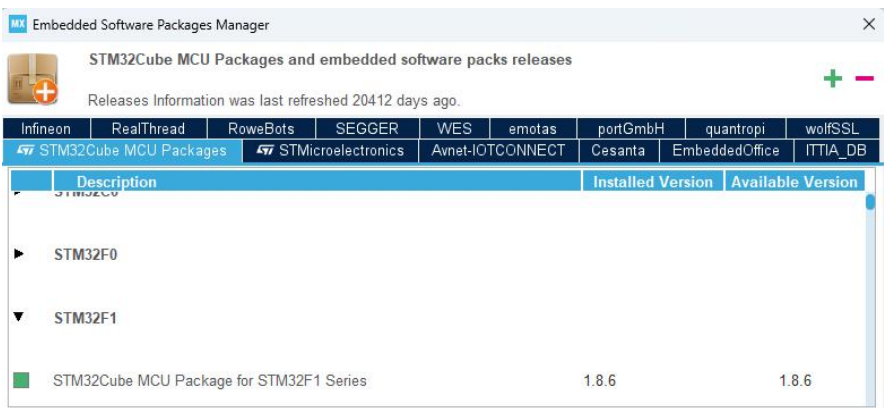 MX Embedded Software Packages Manager
STM32Cube MCU Packages and embedded software packs releases
Releases Information was last refreshed 20412 days ago.
Infineon RealThread RoweBots SEGGER WES emotas portGmbH quantropi wolfSSL
STM32Cube MCU Packages STMicroelectronics Avnet-IOTCONNECT Cesanta EmbeddedOffice ITTIA_DB
Description Installed Version Available Version
STM32C0
STM32F0
STM32F1
STM32Cube MCU Package for STM32F1 Series 1.8.6 1.8.6